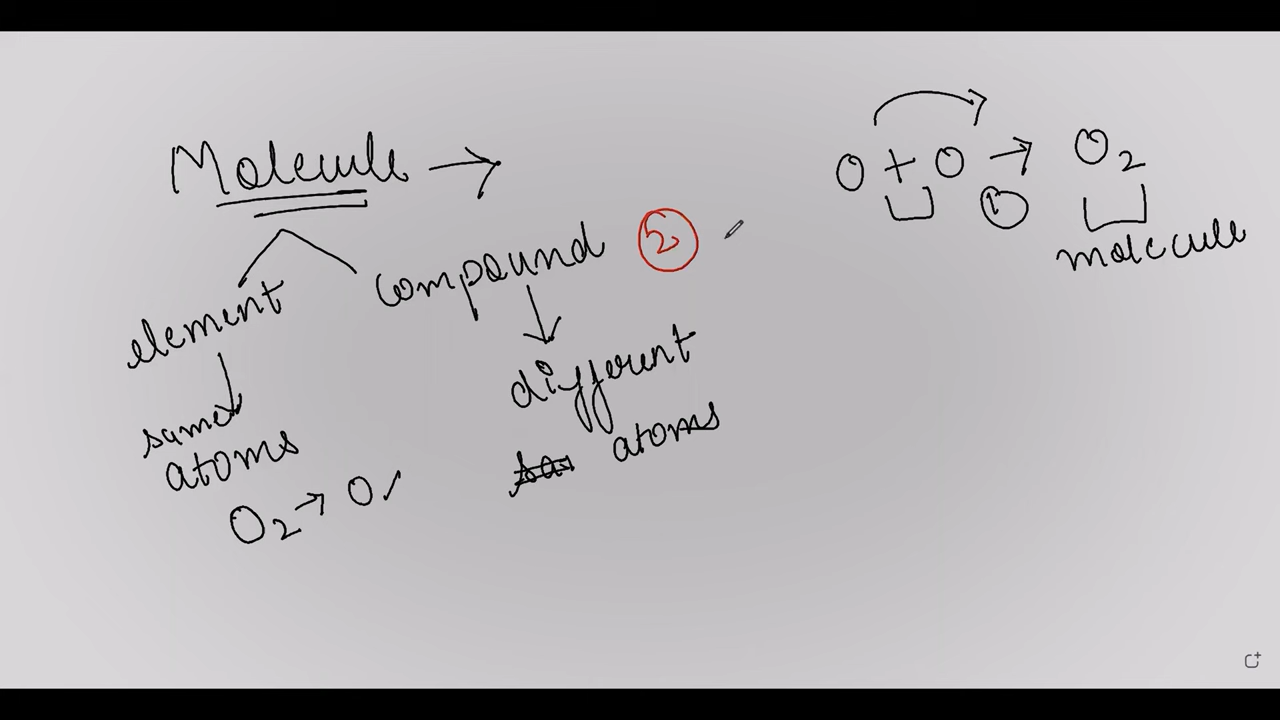 Molecule →
O + O → O2
1
molecule
element
compound 2
same
atoms
O2 → O
different
atoms